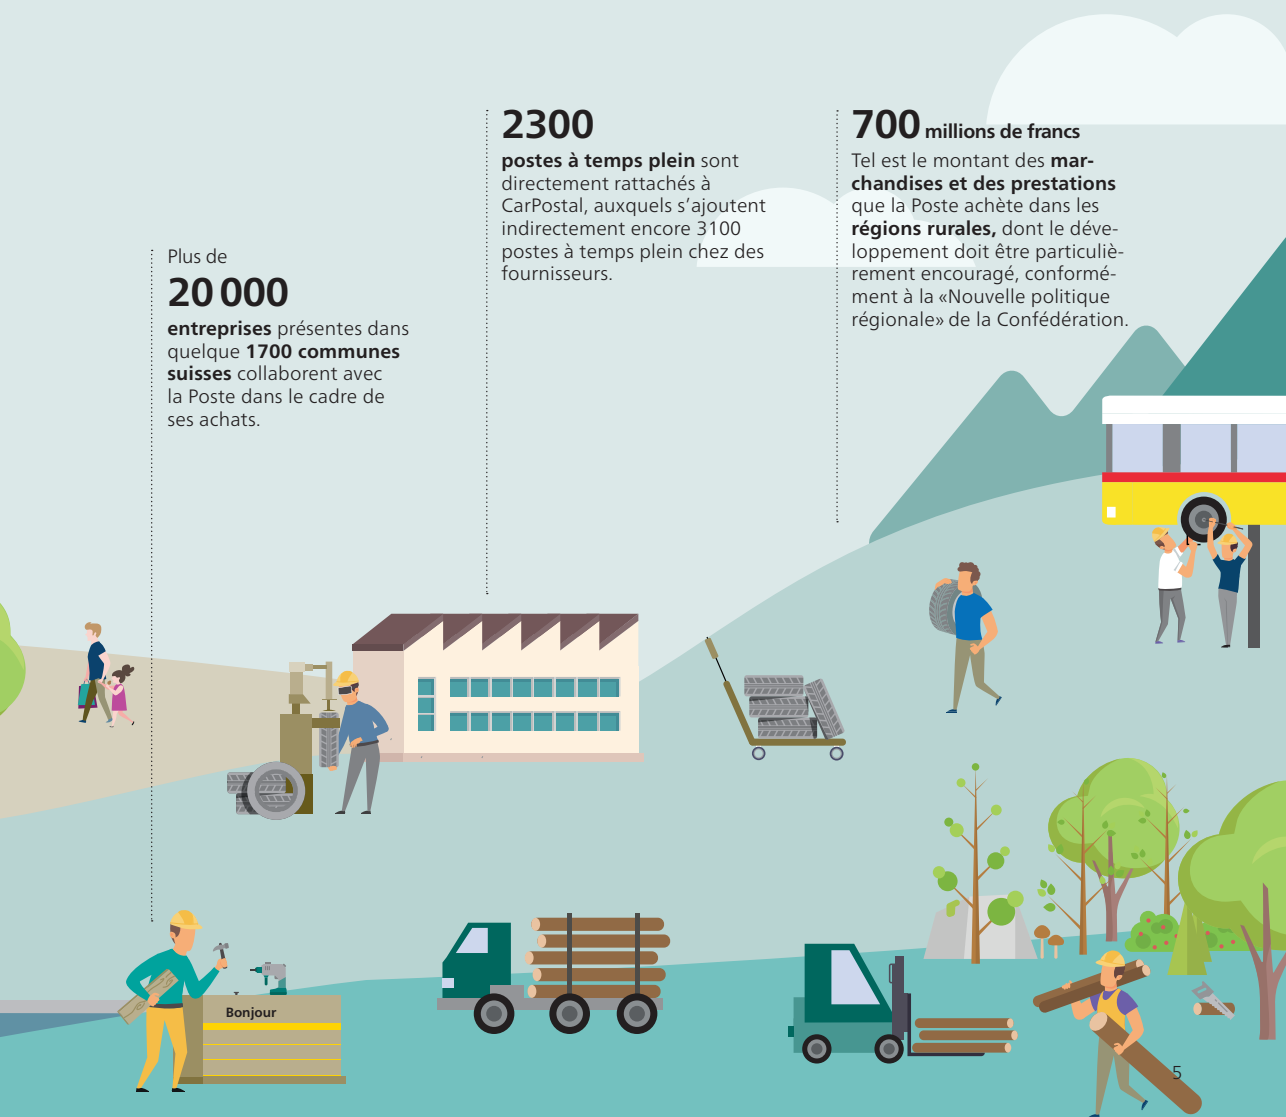 Plus de
20 000
entreprises présentes dans
quelque 1700 communes
suisses collaborent avec
la Poste dans le cadre de
ses achats.
2300
postes à temps plein sont
directement rattachés à
CarPostal, auxquels s’ajoutent
indirectement encore 3100
postes à temps plein chez des
fournisseurs.
700 millions de francs
Tel est le montant des mar-
chandises et des prestations
que la Poste achète dans les
régions rurales, dont le déve-
loppement doit être particuliè-
rement encouragé, conformé-
ment à la «Nouvelle politique
régionale» de la Confédération.
Bonjour
5